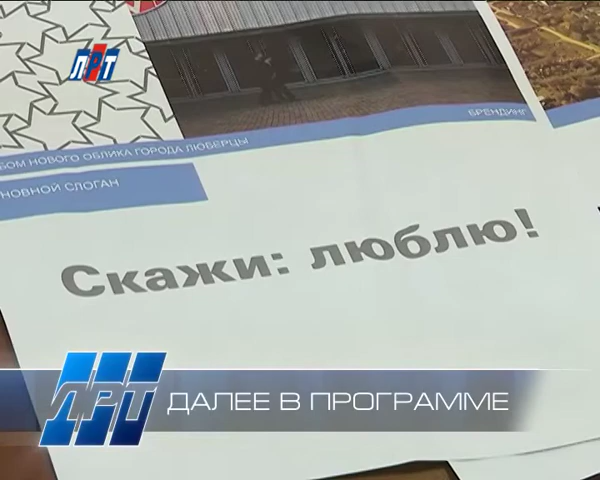 ЛРТ
БРЕНДИНГ
БОМ НОВОГО ОБЛИКА ГОРОДА ЛЮБЕРЦЫ
НОВНОЙ СЛОГАН
Скажи: люблю!
ЛРТ
ДАЛЕЕ В ПРОГРАММЕ